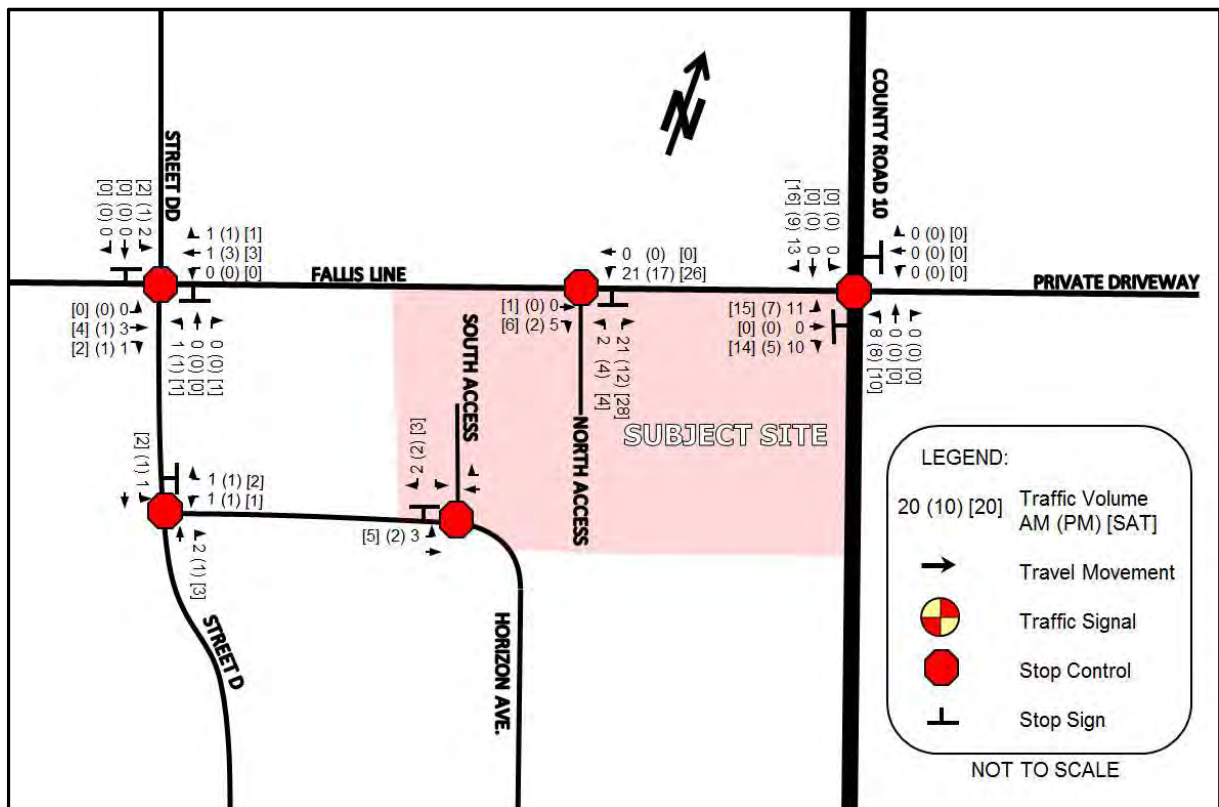 STREET DD
[2] (1) 2
[0] (0) 0
[0] (0) 0
1 (1) [1]
1 (3) [3]
0 (0) [0]
FALLIS LINE
[0] (0) 0
[4] (1) 3
[2] (1) 1
0 (0) [1]
0 (0) [0]
1 (1) [1]
0 (0) [0]
21 (17) [26]
[1] (0) 0
[6] (2) 5
21 (12) [28]
2 (4) [4]
NORTH ACCESS
SOUTH ACCESS
SUBJECT SITE
N
COUNTY ROAD 10
[0] (0) 0
[0] (0) 0
[16] (9) 13
0 (0) [0]
0 (0) [0]
0 (0) [0]
PRIVATE DRIVEWAY
[15] (7) 11
[0] (0) 0
[14] (5) 10
0 (0) [0]
0 (0) [0]
8 (8) [10]
[2] (1) 1
1 (1) [2]
1 (1) [1]
2 (1) [3]
[3] (2) 2
[5] (2) 3
STREET D
HORIZON AVE.
LEGEND:
20 (10) [20]
Traffic Volume
AM (PM) [SAT]
Travel Movement
Traffic Signal
Stop Control
Stop Sign
NOT TO SCALE